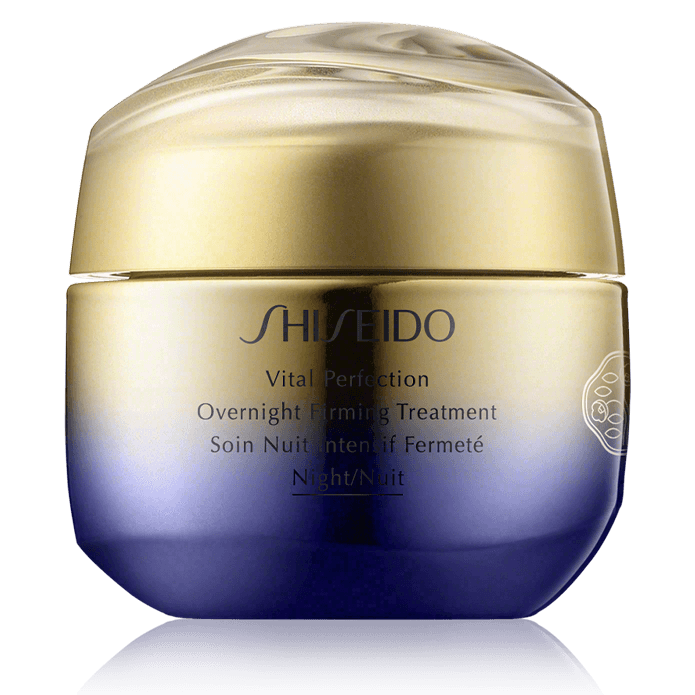 SHISEIDO
Vital Perfection
Overnight Firming Treatment
Soin Nuit Intensif Fermeté
Night/Nuit